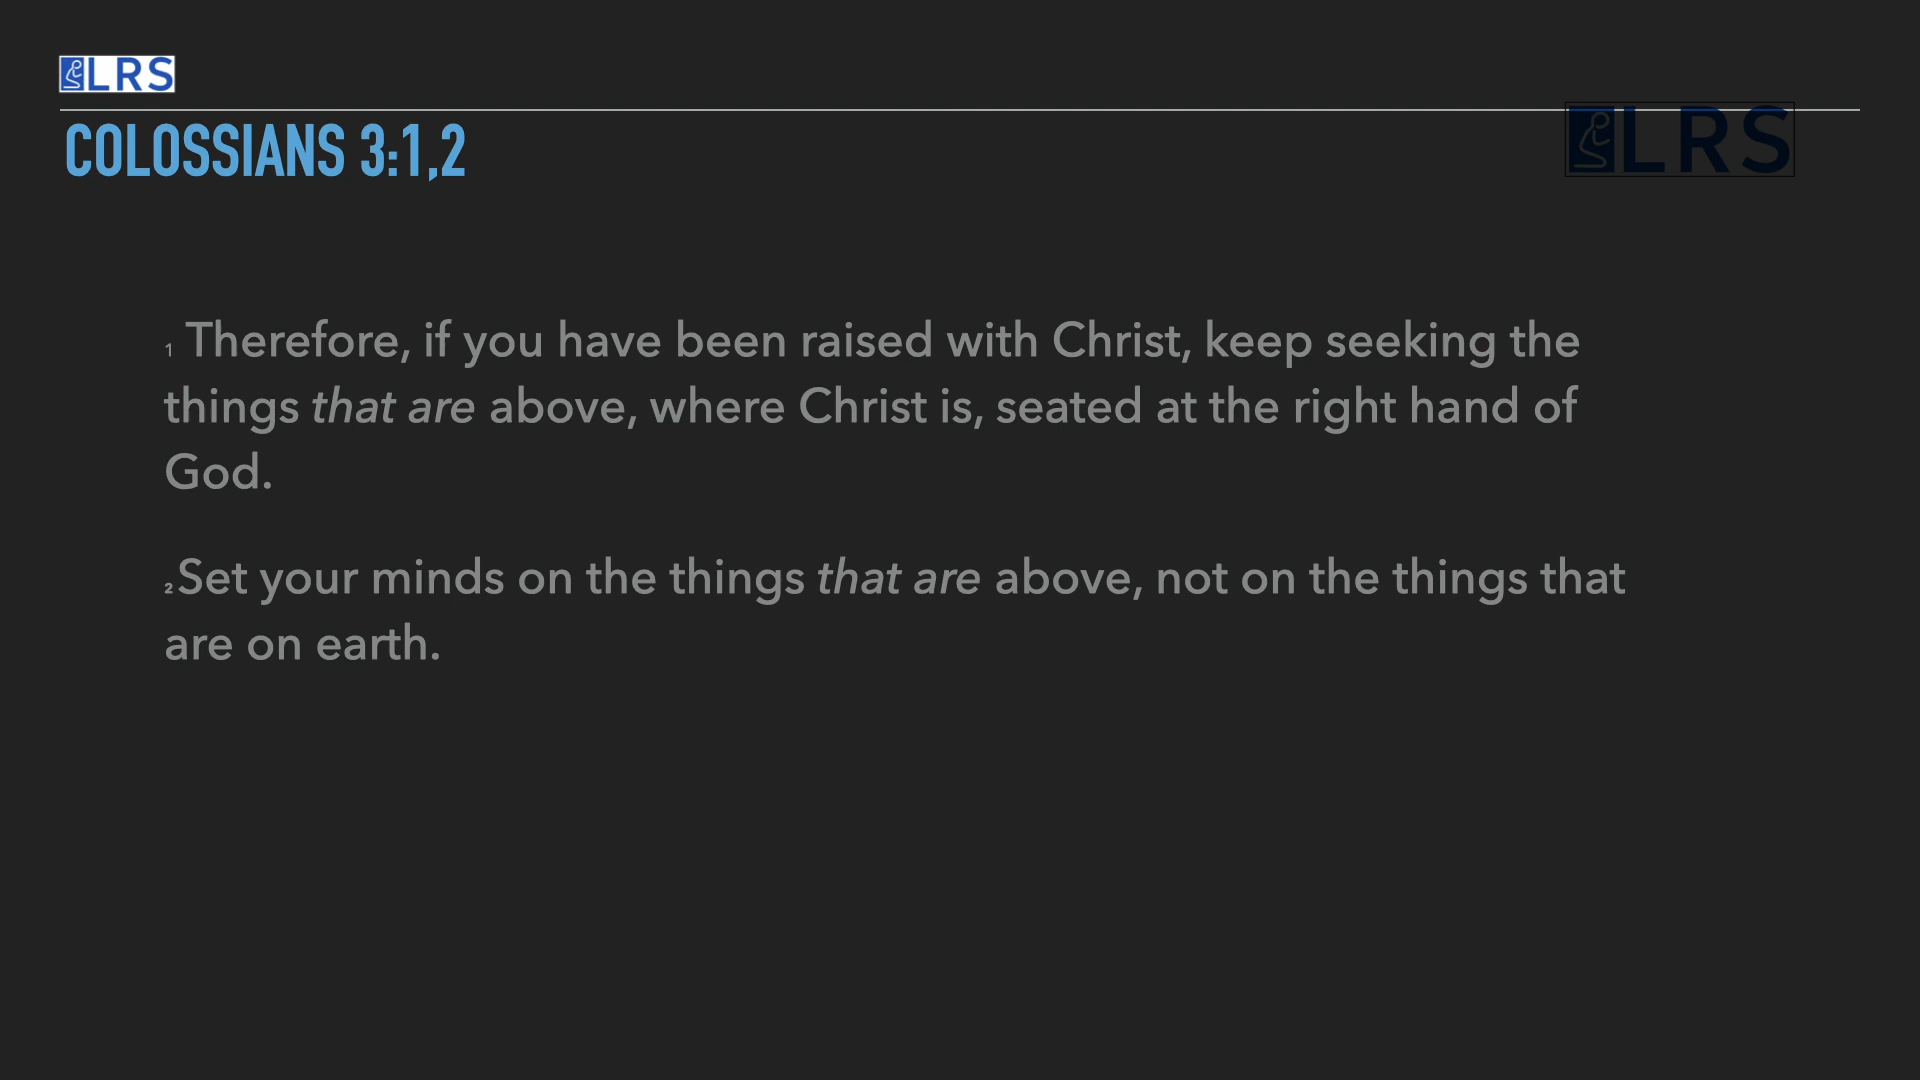 LRS
COLOSSIANS 3:1,2
LRS
1 Therefore, if you have been raised with Christ, keep seeking the
things that are above, where Christ is, seated at the right hand of
God.
2 Set your minds on the things that are above, not on the things that
are on earth.